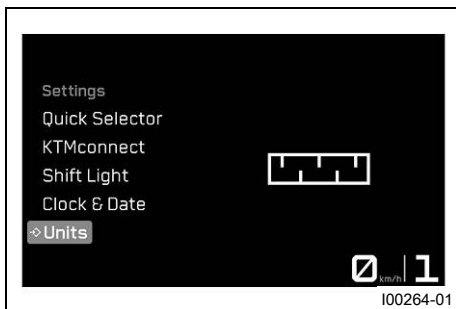 Settings
Quick Selector
KTMconnect
Shift Light
Clock & Date
Units
0 km/h 1
I00264-01